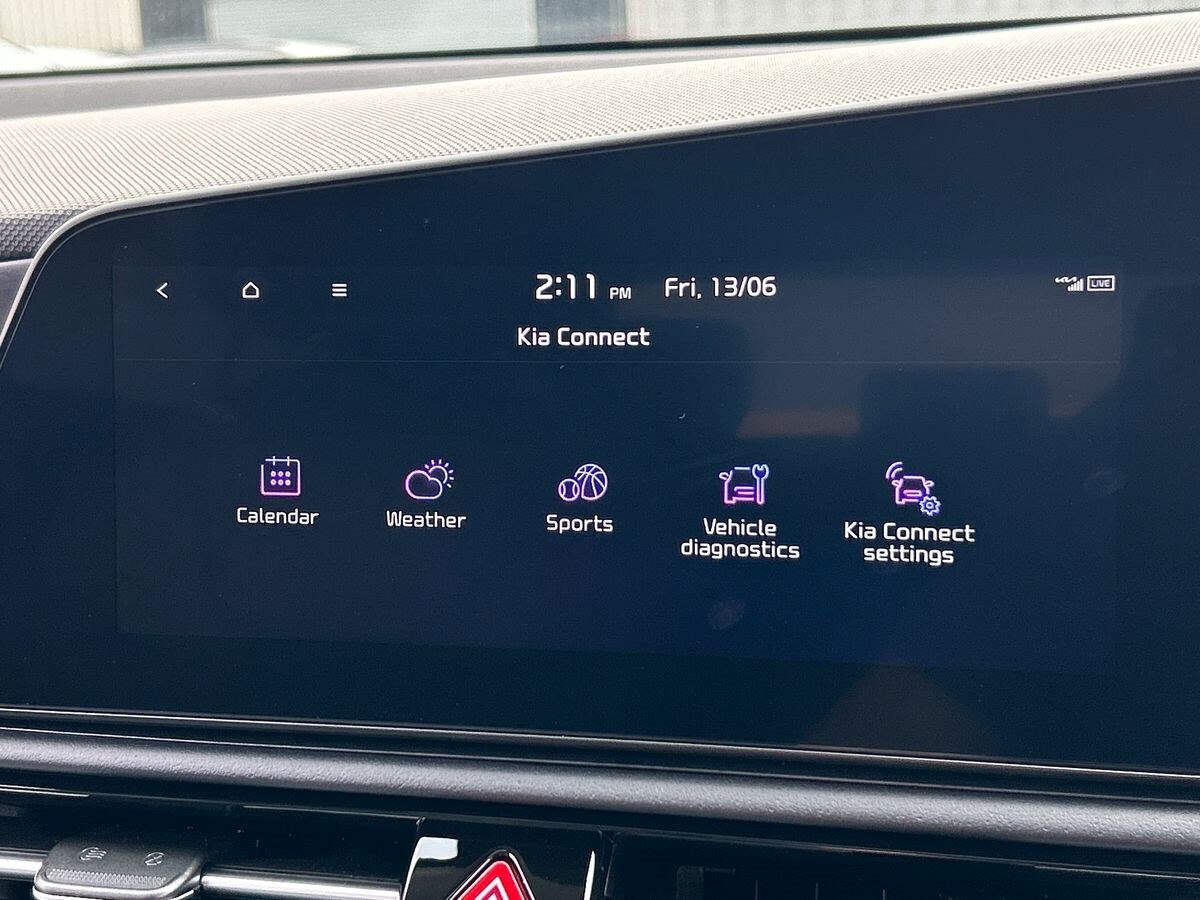 2:11 PM Fri, 13/06 LIVE
Kia Connect
Calendar
Weather
Sports
Vehicle
diagnostics
Kia Connect
settings